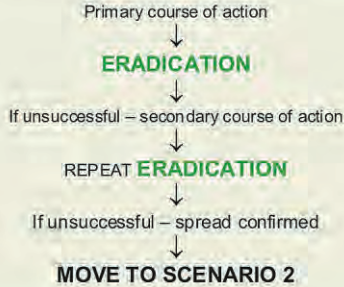 Primary course of action
↓
ERADICATION
↓
If unsuccessful – secondary course of action
↓
REPEAT ERADICATION
↓
If unsuccessful – spread confirmed
↓
MOVE TO SCENARIO 2